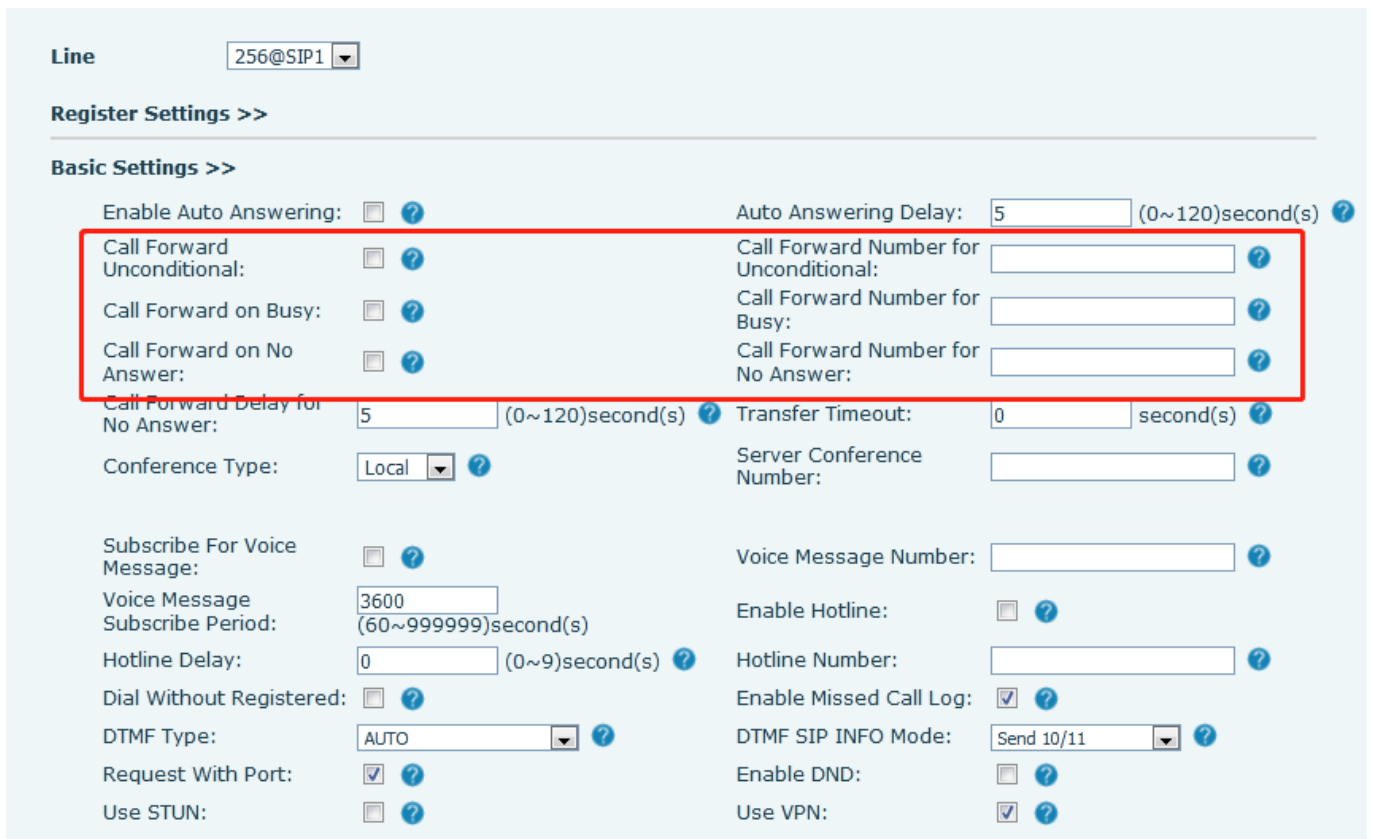 Line 256@SIP1
Register Settings >>
Basic Settings >>
Enable Auto Answering: ? Auto Answering Delay: 5 (0~120)second(s) ?
Call Forward
Unconditional: ? Call Forward Number for
Unconditional: ?
Call Forward on Busy: ? Call Forward Number for
Busy: ?
Call Forward on No
Answer: ? Call Forward Number for
No Answer: ?
Call Forward Delay for
No Answer: 5 (0~120)second(s) ? Transfer Timeout: 0 second(s) ?
Conference Type: Local ? Server Conference
Number: ?
Subscribe For Voice
Message: ? Voice Message Number: ?
Voice Message
Subscribe Period: 3600
(60~999999)second(s) Enable Hotline: ?
Hotline Delay: 0 (0~9)second(s) ? Hotline Number: ?
Dial Without Registered: ? Enable Missed Call Log: ?
DTMF Type: AUTO ? DTMF SIP INFO Mode: Send 10/11 ?
Request With Port: ? Enable DND: ?
Use STUN: ? Use VPN: ?